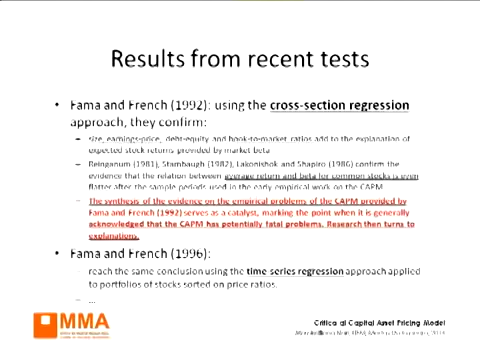 Results from recent tests
• Fama and French (1992): using the cross-section regression
approach, they confirm:
– size, earnings-price, debt-equity and book-to-market ratios add to the explanation of
expected stock returns provided by market beta
– Reinganum (1981), Stambaugh (1982), Lakonishok and Shapiro (1986) confirm the
evidence that the relation between average return and beta for common stocks is even
flatter after the sample periods used in the early empirical work on the CAPM
– The synthesis of the evidence on the empirical problems of the CAPM provided by
Fama and French (1992) serves as a catalyst, marking the point when it is generally
acknowledged that the CAPM has potentially fatal problems. Research then turns to
explanations.
• Fama and French (1996):
– reach the same conclusion using the time-series regression approach applied
to portfolios of stocks sorted on price ratios.
– ...
MMA
Critica al Capital Asset Pricing Model